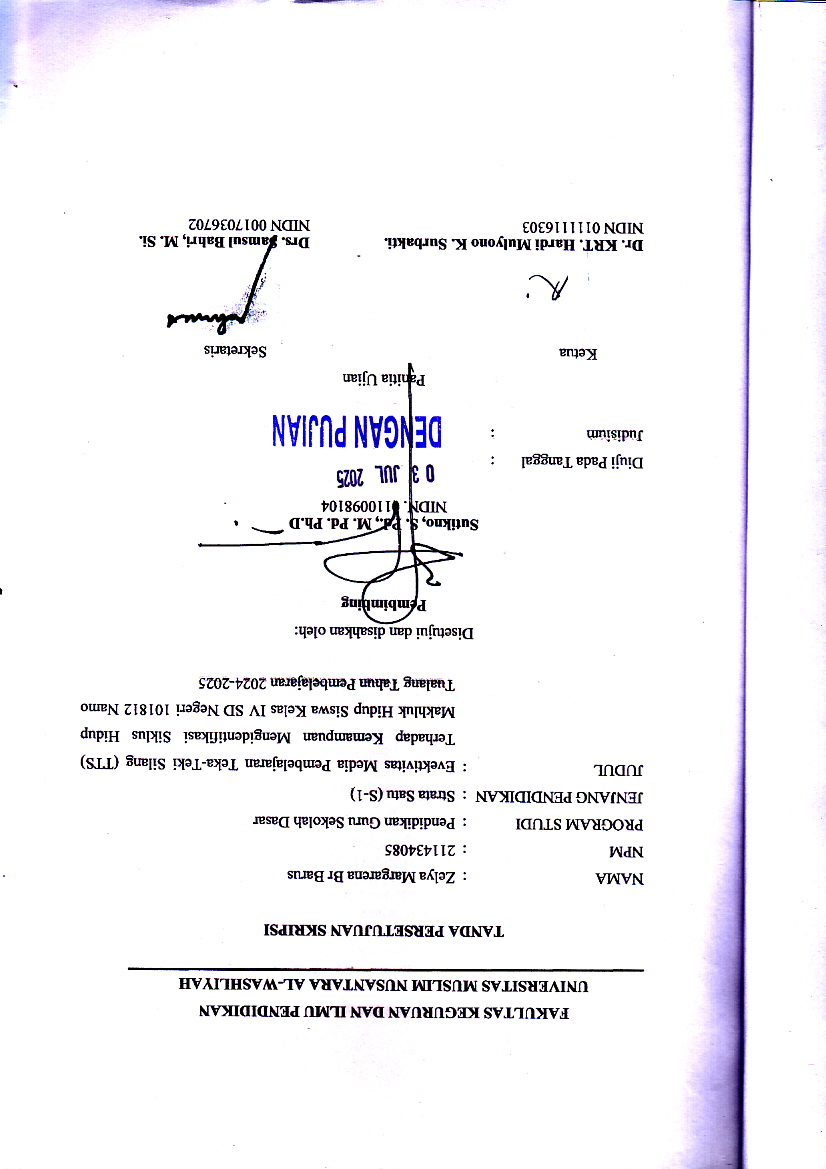 FAKULTAS KEGURUAN DAN ILMU PENDIDIKAN
UNIVERSITAS MUSLIM NUSANTARA AL-WASHLIYAH
TANDA PERSETUJUAN SKRIPSI
NAMA : Zelya Margarena Br Barus
NPM : 211434085
PROGRAM STUDI : Pendidikan Guru Sekolah Dasar
JENJANG PENDIDIKAN : Strata Satu (S-1)
JUDUL : Evektivitas Media Pembelajaran Teka-Teki Silang (TTS)
Terhadap Kemampuan Mengidentifikasi Siklus Hidup
Makhluk Hidup Siswa Kelas IV SD Negeri 101812 Namo
Tualang Tahun Pembelajaran 2024-2025
Disetujui dan disahkan oleh:
Pembimbing
Sutikno, S. Pd., M. Pd. Ph.D
NIDN. 0110098104
Diuji Pada Tanggal : 03 JUL 2025
Judisium : DENGAN PUJIAN
Panitia Ujian
Ketua Sekretaris
Dr. KRT. Hardi Mulyono K. Surbakti. Drs. Samsul Bahri, M. Si.
NIDN 0111116303 NIDN 0017036702